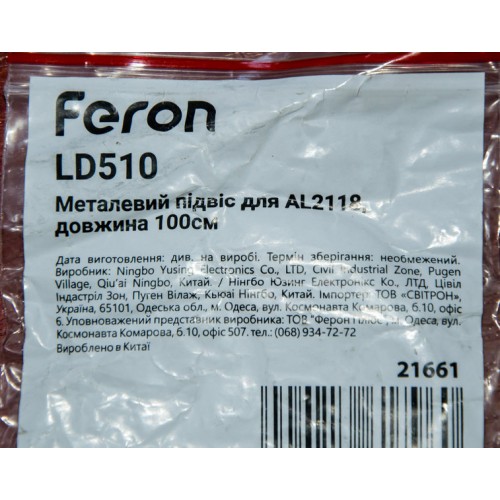 Feron
LD510
Металевий підвіс для AL2118,
довжина 100см
Дата виготовлення: див. на виробі. Термін зберігання: необмежений.
Виробник: Ningbo Yusing Electronics Co., LTD, Civil Industrial Zone, Pugen
Village, Qiu'ai Ningbo, Китай. / Нінгбо Юзинг Електронікс Ко., ЛТД, Цівіл
Індастріл Зон, Пуген Вілаж, Кьюаі Нінгбо, Китай. Імпортер: ТОВ «СВІТРОН»,
Україна, 65101, Одеська обл., м. Одеса, вул. Космонавта Комарова, б.10, офіс
6. Уповноважений представник виробника: ТОВ "Ферон Плюс", м. Одеса, вул.
Космонавта Комарова, б.10, офіс 507. тел.: (068) 934-72-72
Вироблено в Китаї
21661